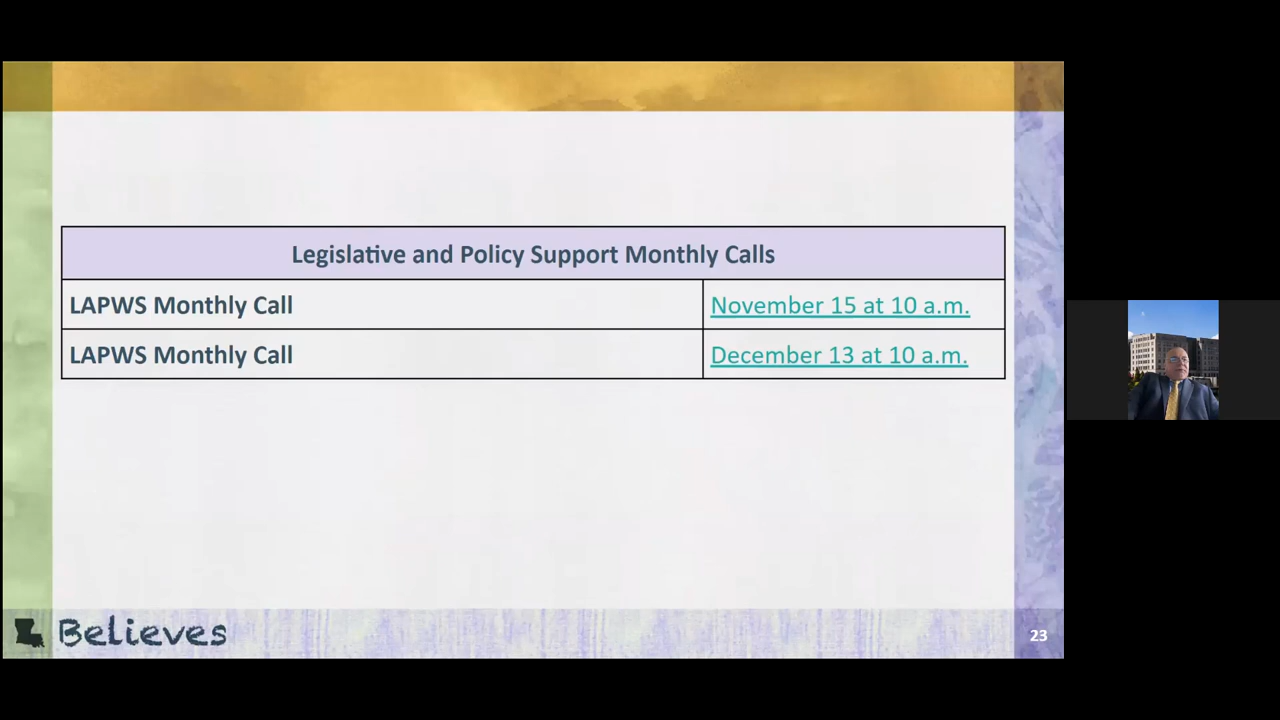 Legislative and Policy Support Monthly Calls
LAPWS Monthly Call
November 15 at 10 a.m.
LAPWS Monthly Call
December 13 at 10 a.m.
Believes
23